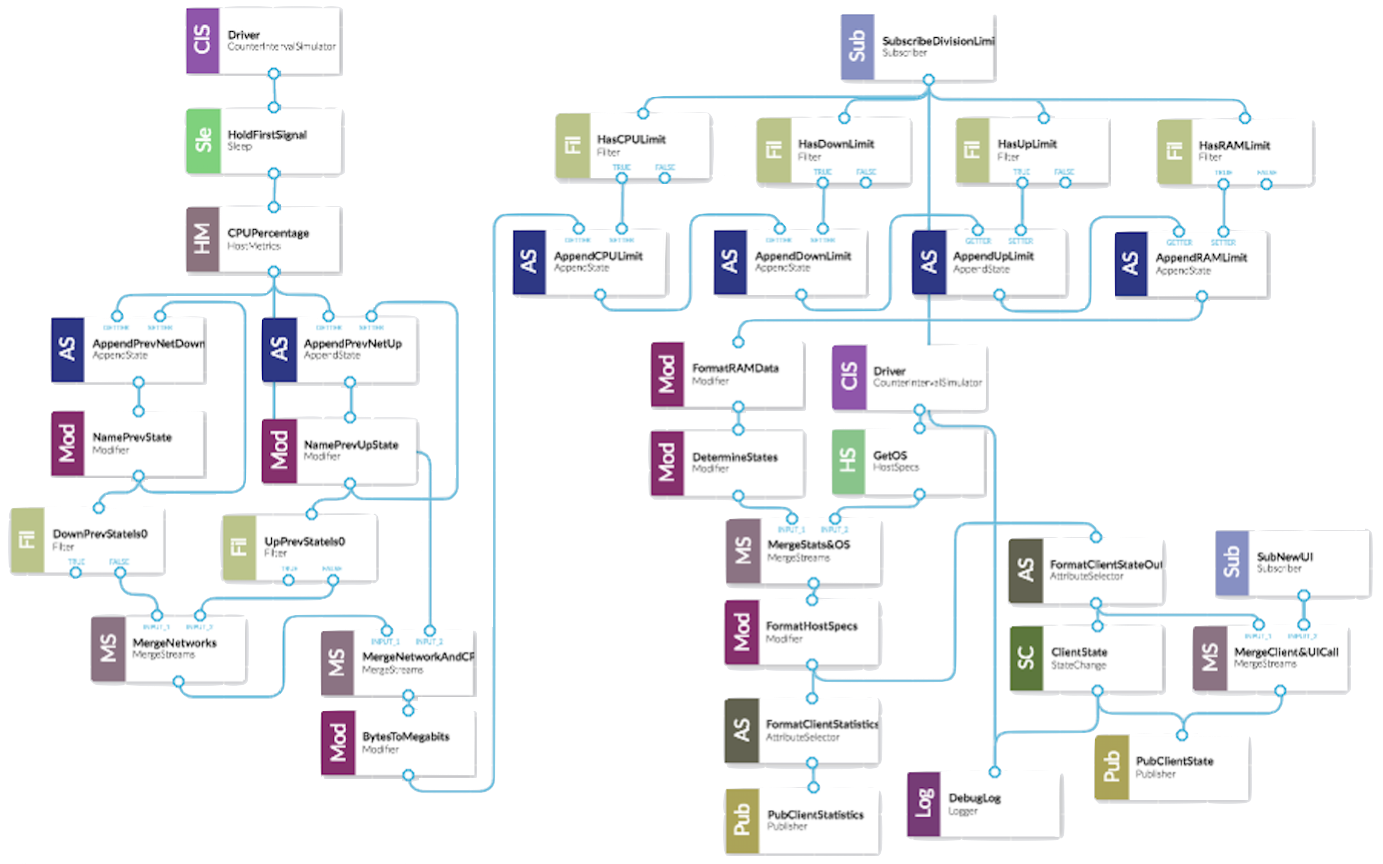 CIS
Driver
CounterIntervalSimulator
Sle
HoldFirstSignal
Sleep
HM
CPUPercentage
HostMetrics
AS
GETTER
SETTER
AppendPrevNetDown
AppendState
AS
GETTER
SETTER
AppendPrevNetUp
AppendState
Mod
NamePrevState
Modifier
Mod
NamePrevUpState
Modifier
Fil
DownPrevStateIs0
Filter
TRUE
FALSE
Fil
UpPrevStateIs0
Filter
TRUE
FALSE
MS
INPUT_1
INPUT_2
MergeNetworks
MergeStreams
MS
INPUT_1
INPUT_2
MergeNetworkAndCP
MergeStreams
Mod
BytesToMegabits
Modifier
Sub
SubscribeDivisionLimi
Subscriber
Fil
HasCPULimit
Filter
TRUE
FALSE
Fil
HasDownLimit
Filter
TRUE
FALSE
Fil
HasUpLimit
Filter
TRUE
FALSE
Fil
HasRAMLimit
Filter
TRUE
FALSE
AS
GETTER
SETTER
AppendCPULimit
AppendState
AS
GETTER
SETTER
AppendDownLimit
AppendState
AS
GETTER
SETTER
AppendUpLimit
AppendState
AS
GETTER
SETTER
AppendRAMLimit
AppendState
Mod
FormatRAMData
Modifier
CIS
Driver
CounterIntervalSimulator
Mod
DetermineStates
Modifier
HS
GetOS
HostSpecs
MS
INPUT_1
INPUT_2
MergeStats&OS
MergeStreams
Mod
FormatHostSpecs
Modifier
AS
FormatClientStatistics
AttributeSelector
Pub
PubClientStatistics
Publisher
AS
FormatClientStateOut
AttributeSelector
Sub
SubNewUI
Subscriber
SC
ClientState
StateChange
MS
INPUT_1
INPUT_2
MergeClient&UICall
MergeStreams
Pub
PubClientState
Publisher
Log
DebugLog
Logger